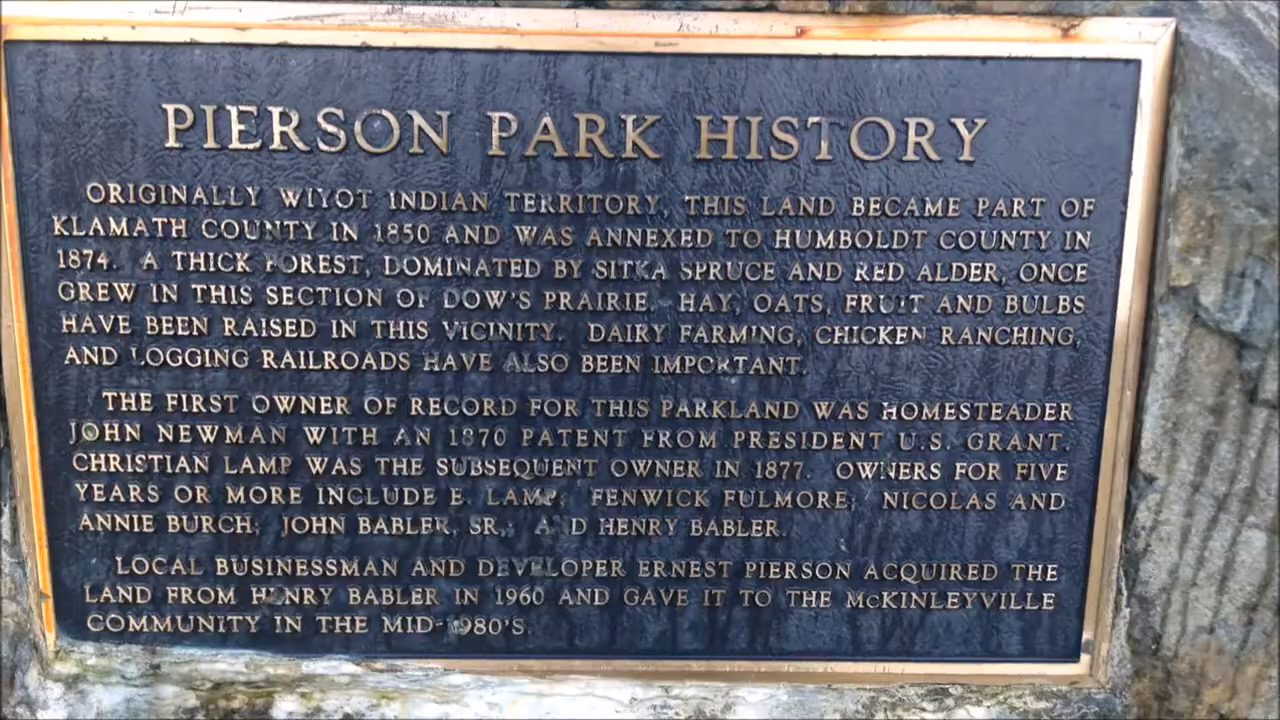 PIERSON PARK HISTORY
ORIGINALLY WIYOT INDIAN TERRITORY, THIS LAND BECAME PART OF
KLAMATH COUNTY IN 1850 AND WAS ANNEXED TO HUMBOLDT COUNTY IN
1874. A THICK FOREST, DOMINATED BY SITKA SPRUCE AND RED ALDER, ONCE
GREW IN THIS SECTION OF DOW'S PRAIRIE. HAY, OATS, FRUIT AND BULBS
HAVE BEEN RAISED IN THIS VICINITY. DAIRY FARMING, CHICKEN RANCHING,
AND LOGGING RAILROADS HAVE ALSO BEEN IMPORTANT.
THE FIRST OWNER OF RECORD FOR THIS PARKLAND WAS HOMESTEADER
JOHN NEWMAN WITH AN 1870 PATENT FROM PRESIDENT U.S. GRANT.
CHRISTIAN LAMP WAS THE SUBSEQUENT OWNER IN 1877. OWNERS FOR FIVE
YEARS OR MORE INCLUDE E. LAMP; FENWICK FULMORE; NICOLAS AND
ANNIE BURCH; JOHN BABLER, SR.; AND HENRY BABLER.
LOCAL BUSINESSMAN AND DEVELOPER ERNEST PIERSON ACQUIRED THE
LAND FROM HENRY BABLER IN 1960 AND GAVE IT TO THE McKINLEYVILLE
COMMUNITY IN THE MID-1980'S.